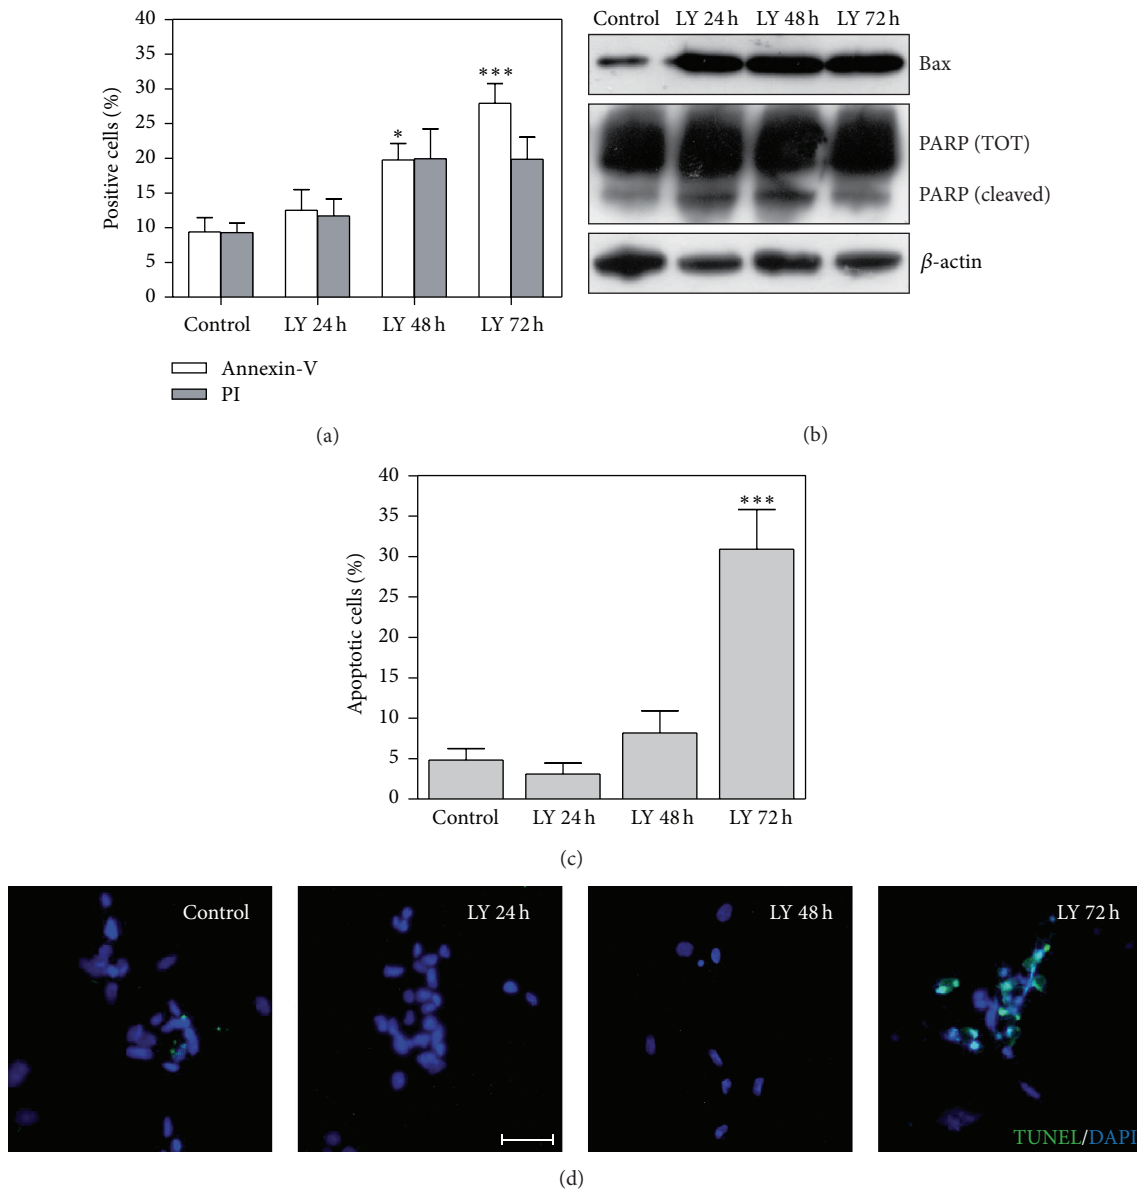 40
35
30
25
20
15
10
5
0
Positive cells (%)
*
***
Control LY 24 h LY 48 h LY 72 h
Annexin-V
PI
(a)
Control LY 24 h LY 48 h LY 72 h
Bax
PARP (TOT)
PARP (cleaved)
β-actin
(b)
40
35
30
25
20
15
10
5
0
Apoptotic cells (%)
***
Control LY 24 h LY 48 h LY 72 h
(c)
Control LY 24 h LY 48 h LY 72 h
TUNEL/DAPI
(d)